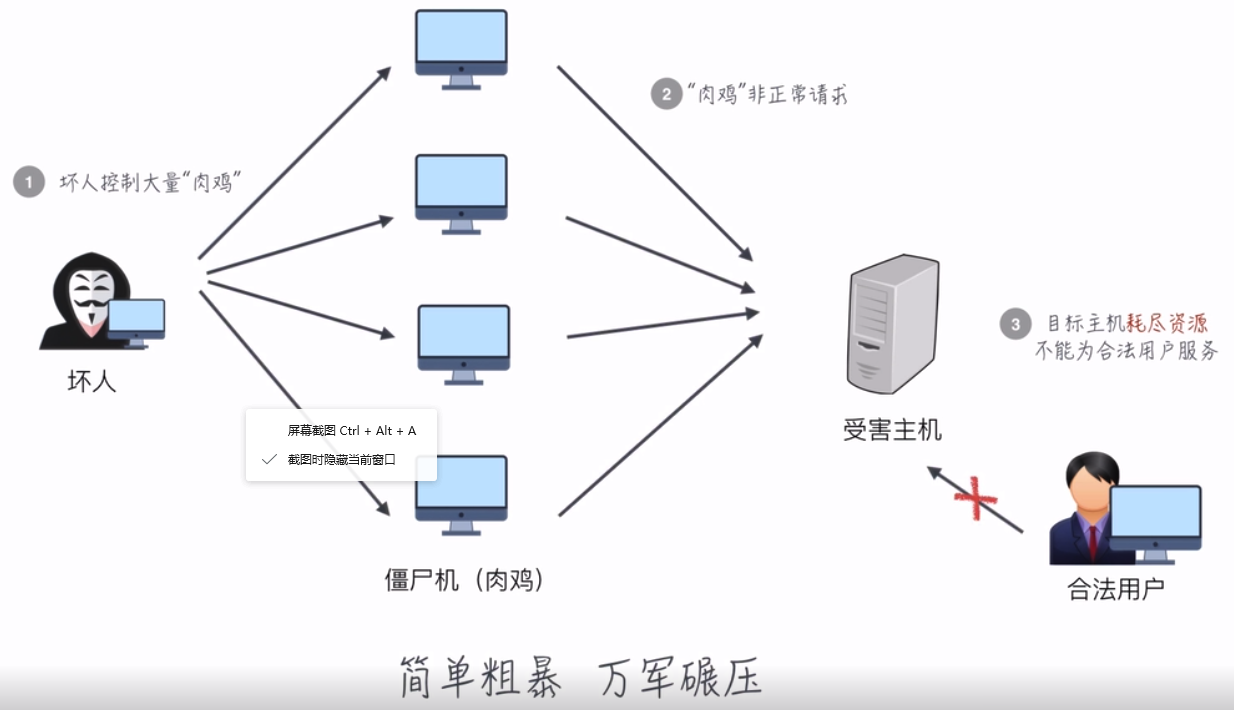 1 坏人控制大量“肉鸡”
坏人
2 “肉鸡”非正常请求
3 目标主机耗尽资源
不能为合法用户服务
受害主机
屏幕截图 Ctrl + Alt + A
截图时隐藏当前窗口
僵尸机（肉鸡）
合法用户
简单粗暴 万军碾压